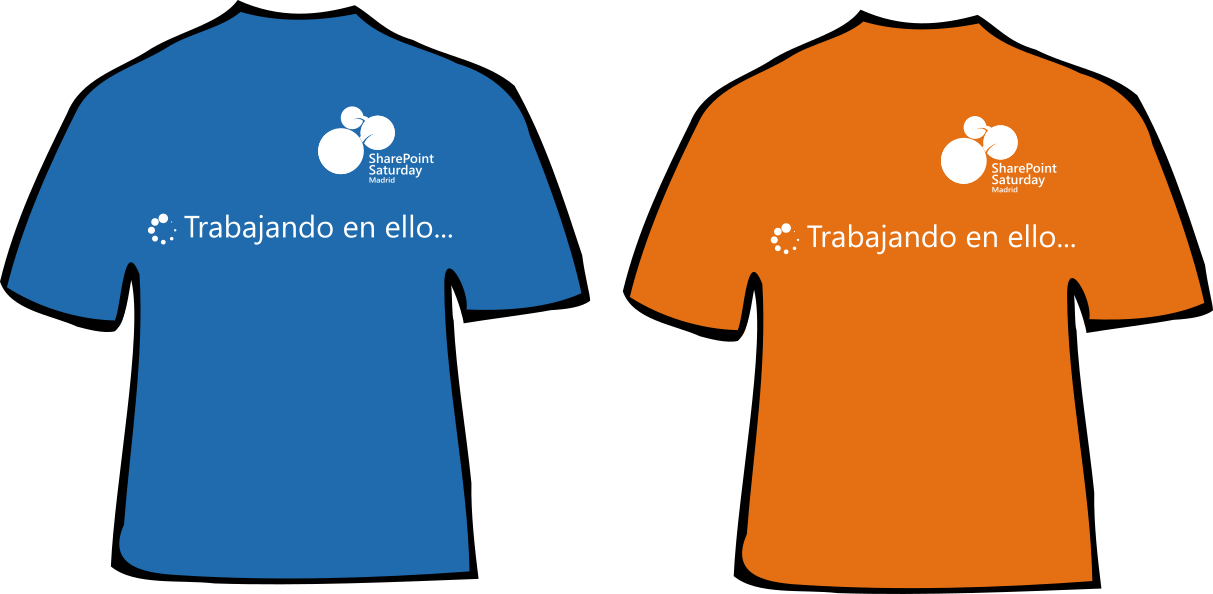 SharePoint
Saturday
Madrid
Trabajando en ello...
SharePoint
Saturday
Madrid
Trabajando en ello...